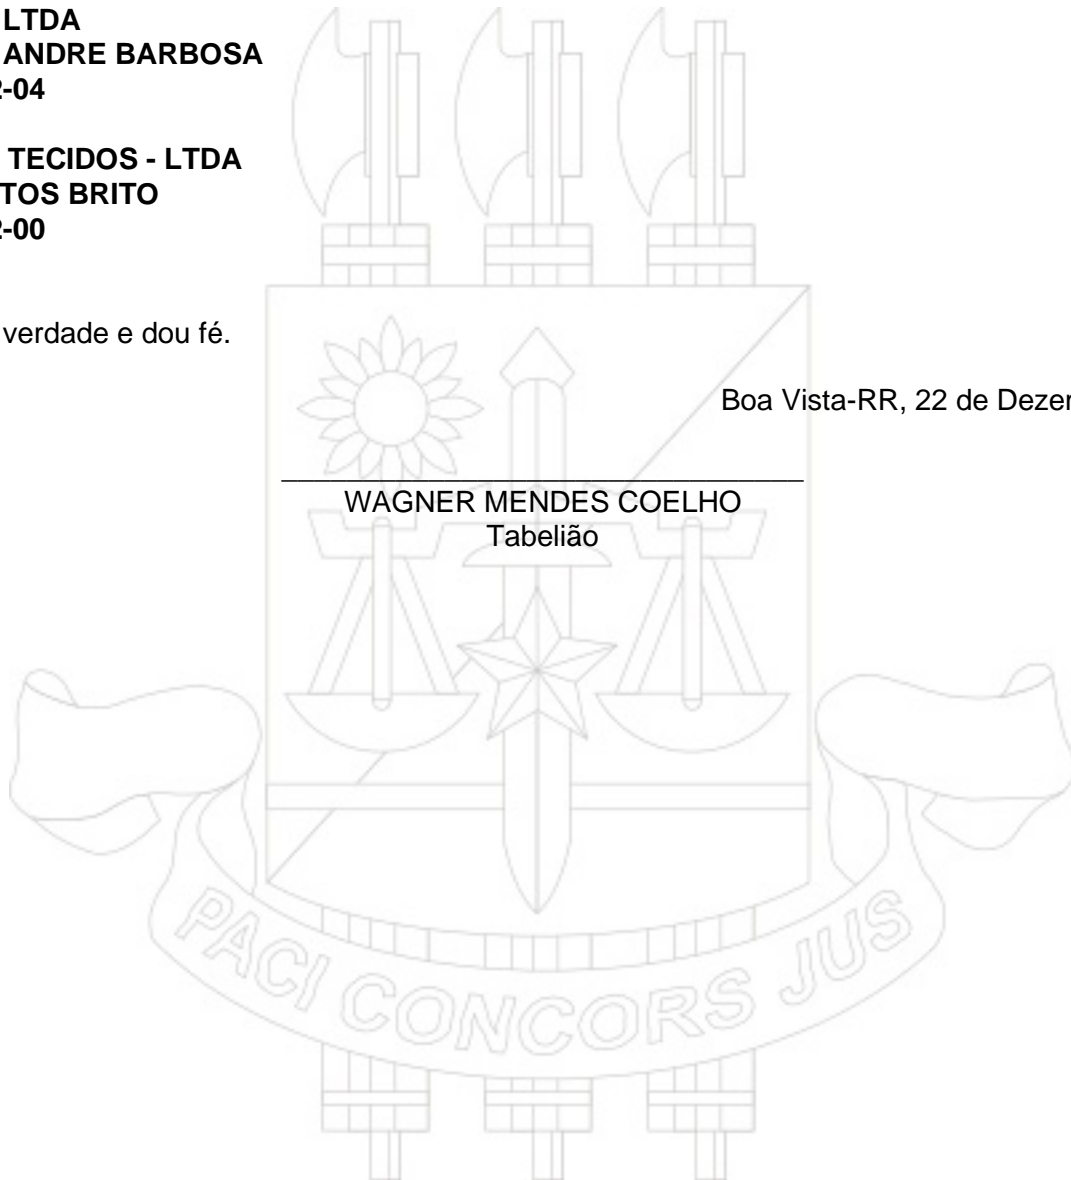 LTDA
ANDRE BARBOSA
2-04
TECIDOS - LTDA
TOS BRITO
2-00
verdade e dou fé.
Boa Vista-RR, 22 de Dezem
WAGNER MENDES COELHO
Tabelião
PACI CONCORS JUS